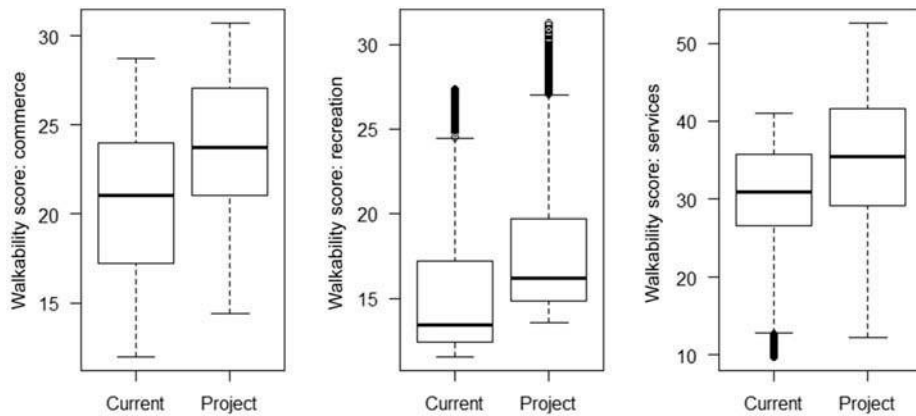 Walkability score: commerce
30
25
20
15
Current Project
Walkability score: recreation
30
25
20
15
Current Project
Walkability score: services
50
40
30
20
10
Current Project